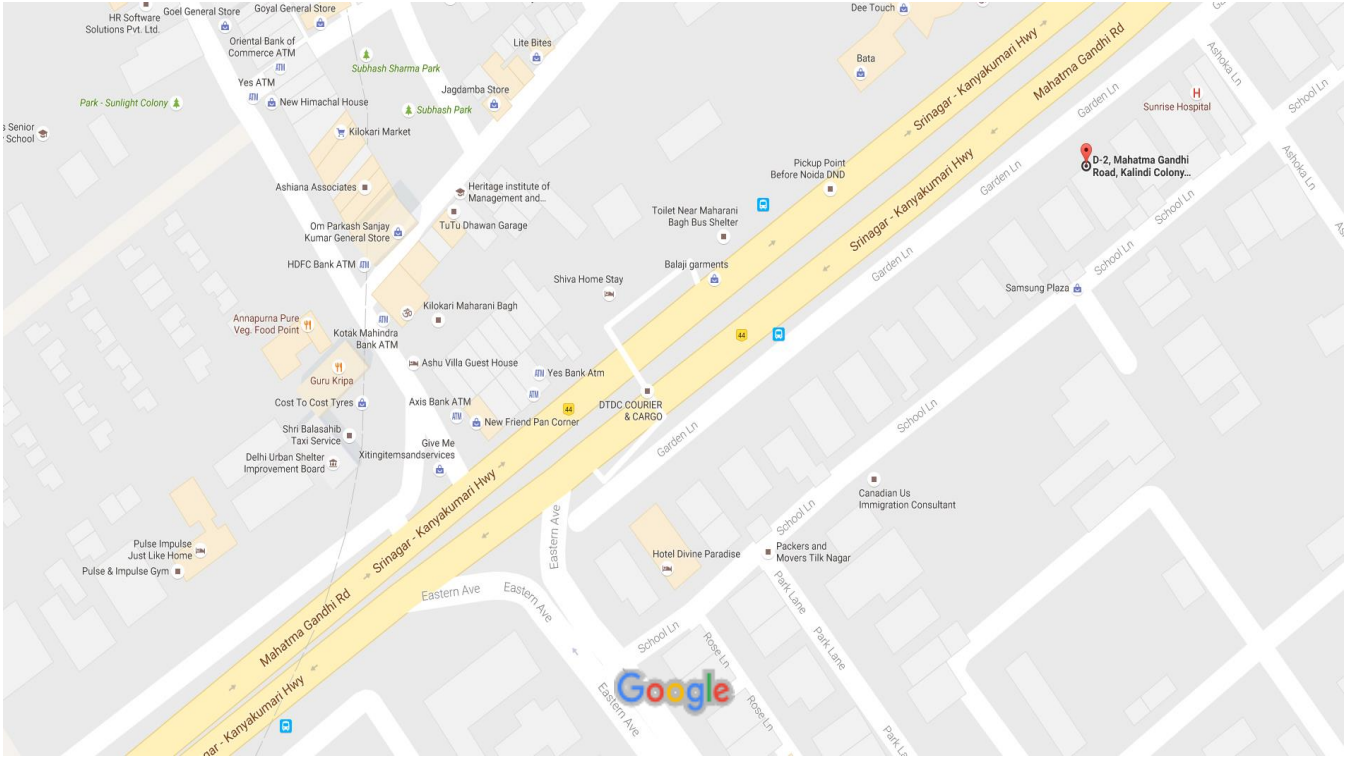 HR Software
Solutions Pvt. Ltd.
Goel General Store
Goyal General Store
Dee Touch
Oriental Bank of
Commerce ATM
Lite Bites
Subhash Sharma Park
Bata
Yes ATM
New Himachal House
Jagdamba Store
Park - Sunlight Colony
Subhash Park
s Senior
School
Kilokari Market
Srinagar - Kanyakumari Hwy
Mahatma Gandhi Rd
Garden Ln
Ashoka Ln
School Ln
H
Sunrise Hospital
D-2, Mahatma Gandhi
Road, Kalindi Colony...
Ashoka Ln
Pickup Point
Before Noida DND
Garden Ln
School Ln
Ashiana Associates
Heritage institute of
Management and...
TuTu Dhawan Garage
Om Parkash Sanjay
Kumar General Store
Toilet Near Maharani
Bagh Bus Shelter
Srinagar - Kanyakumari Hwy
HDFC Bank ATM
Balaji garments
Garden Ln
School Ln
Shiva Home Stay
Samsung Plaza
Kilokari Maharani Bagh
Annapurna Pure
Veg. Food Point
Kotak Mahindra
Bank ATM
44
Ashu Villa Guest House
Yes Bank Atm
Guru Kripa
Cost To Cost Tyres
Axis Bank ATM
New Friend Pan Corner
44
DTDC COURIER
& CARGO
School Ln
Shri Balasahib
Taxi Service
Give Me
Xitingitemsandservices
Garden Ln
Delhi Urban Shelter
Improvement Board
Canadian Us
Immigration Consultant
Srinagar - Kanyakumari Hwy
Eastern Ave
School Ln
Pulse Impulse
Just Like Home
Pulse & Impulse Gym
Hotel Divine Paradise
Packers and
Movers Tilk Nagar
Eastern Ave
Eastern Ave
Park Lane
Mahatma Gandhi Rd
School Ln
Rose Ln
Park Lane
Google
Eastern Ave
Rose Ln
nar - Kanyakumari Hwy
Park La